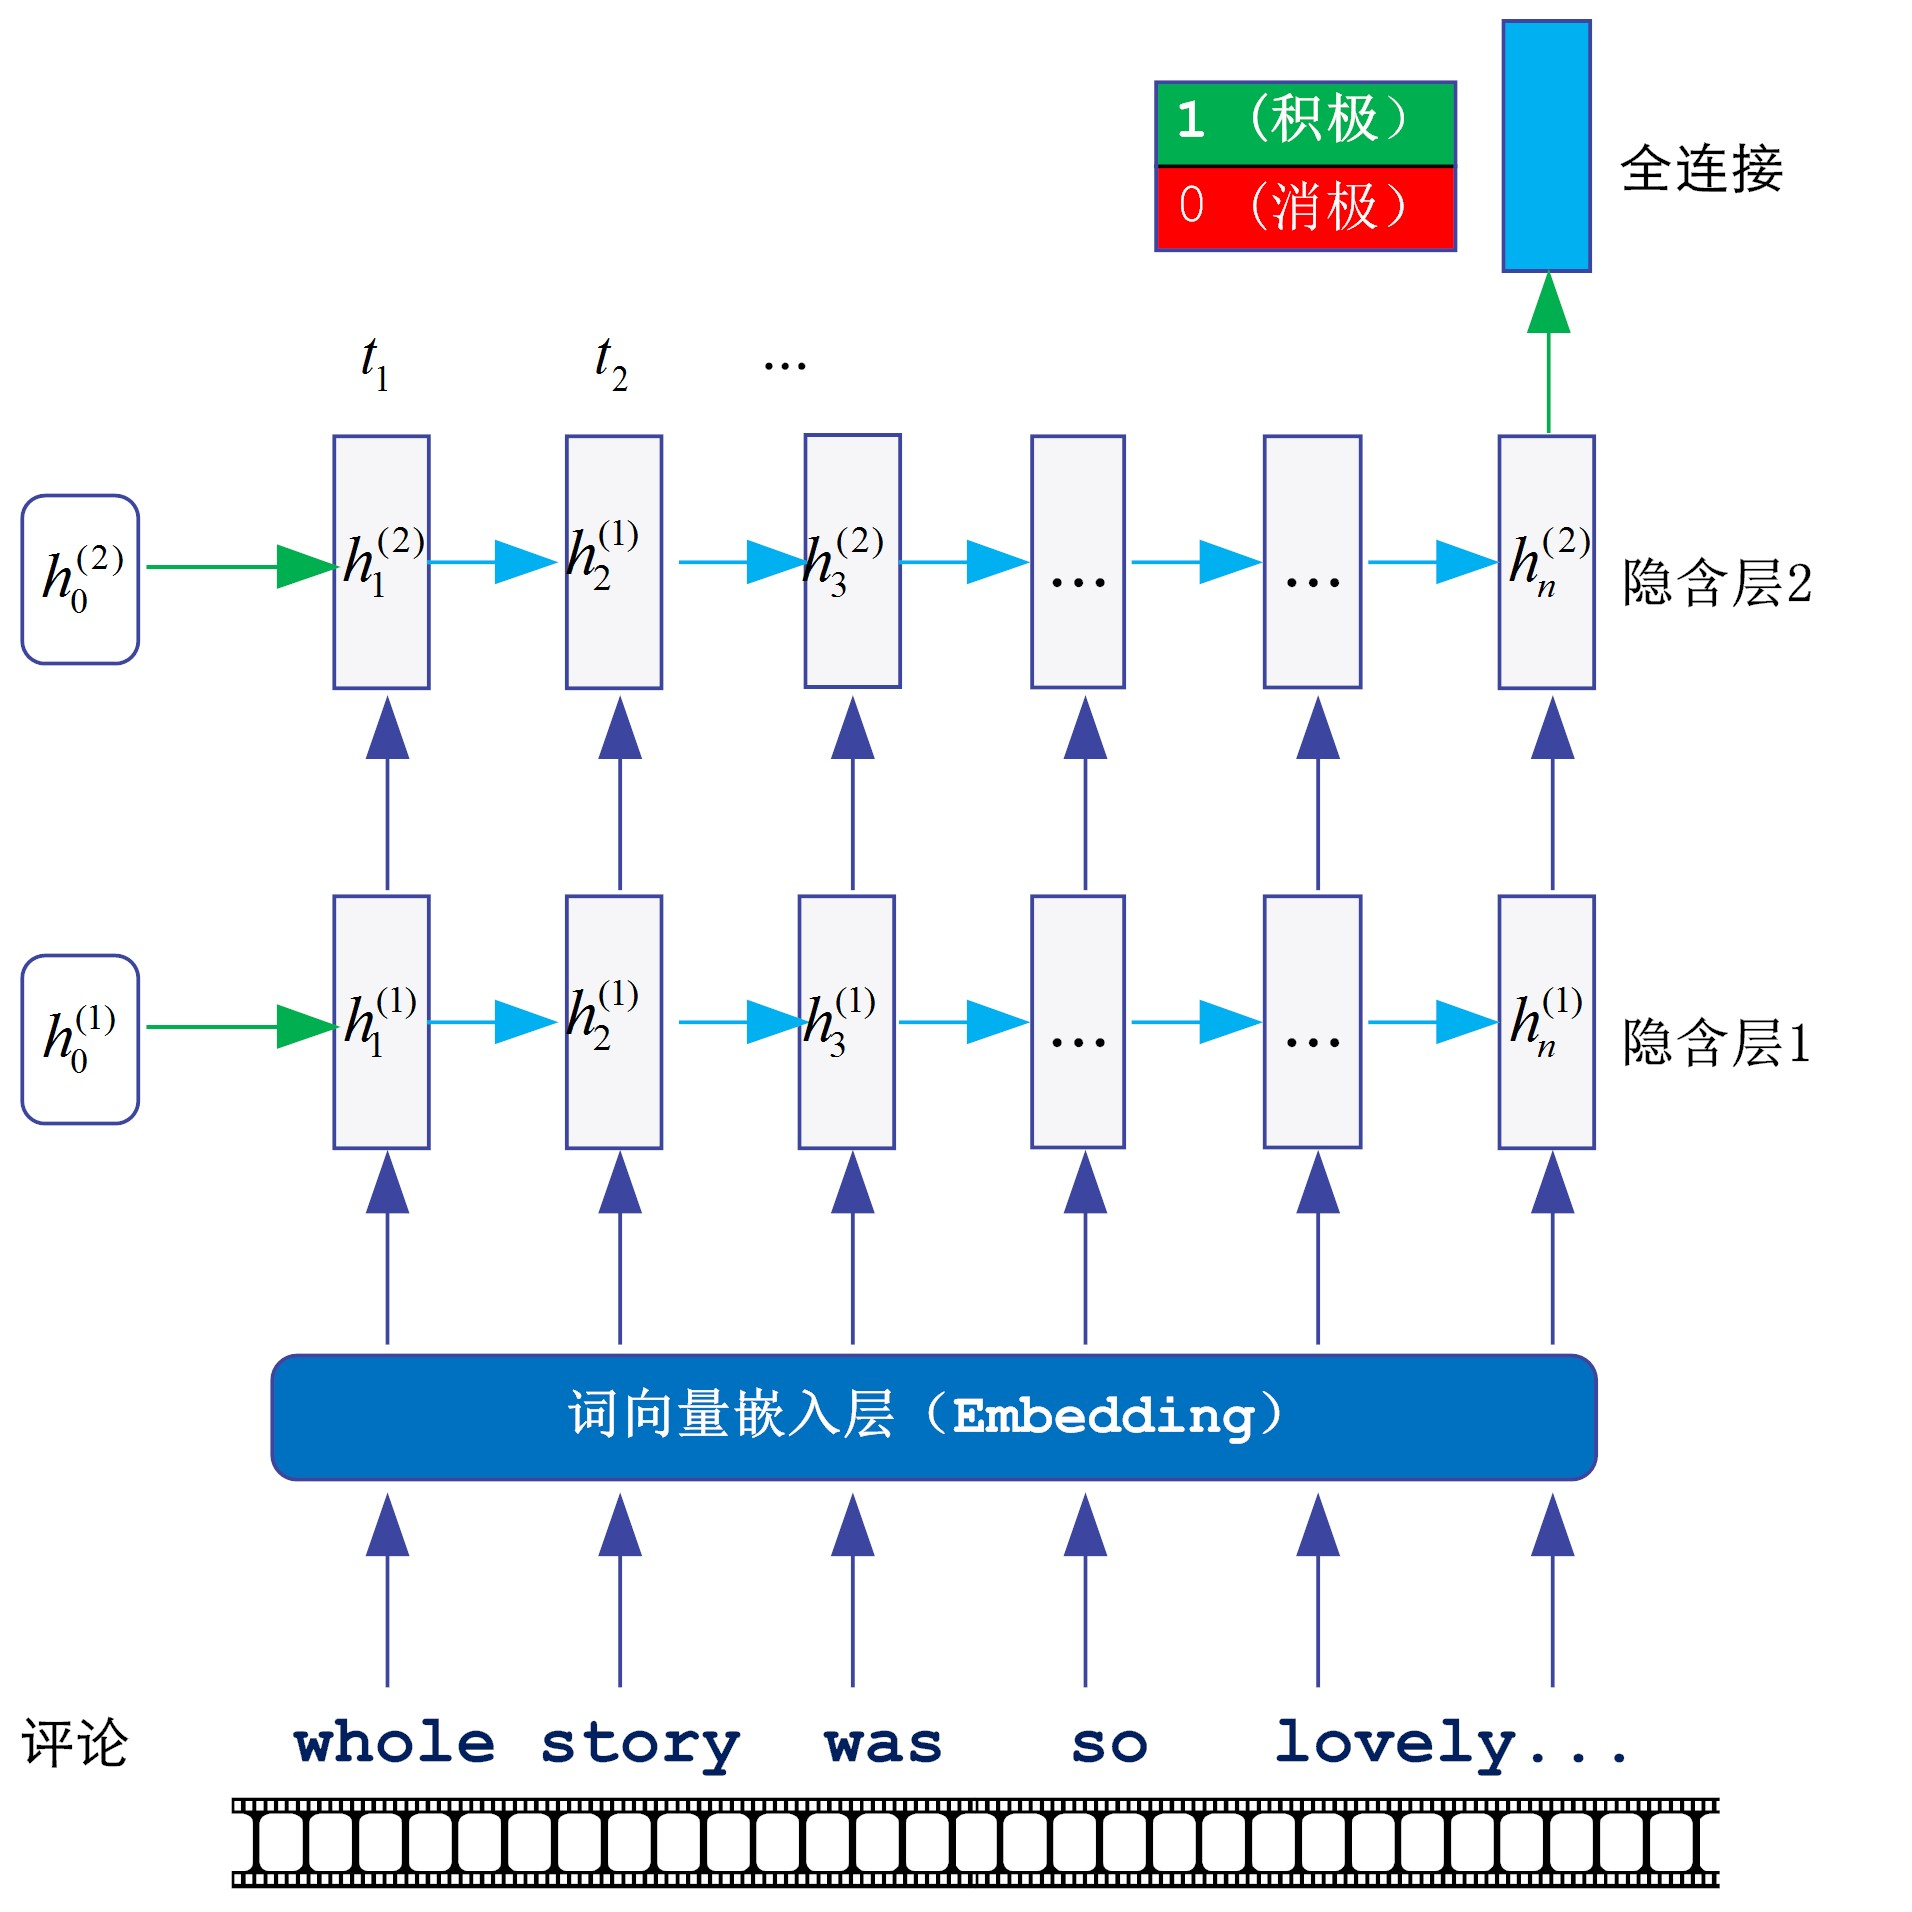 1 （积极）
0 （消极）
全连接
t1 t2 ...
h0(2) h1(2) h2(1) h3(2) ... ... hn(2) 隐含层2
h0(1) h1(1) h2(1) h3(1) ... ... hn(1) 隐含层1
词向量嵌入层（Embedding）
评论 whole story was so lovely...